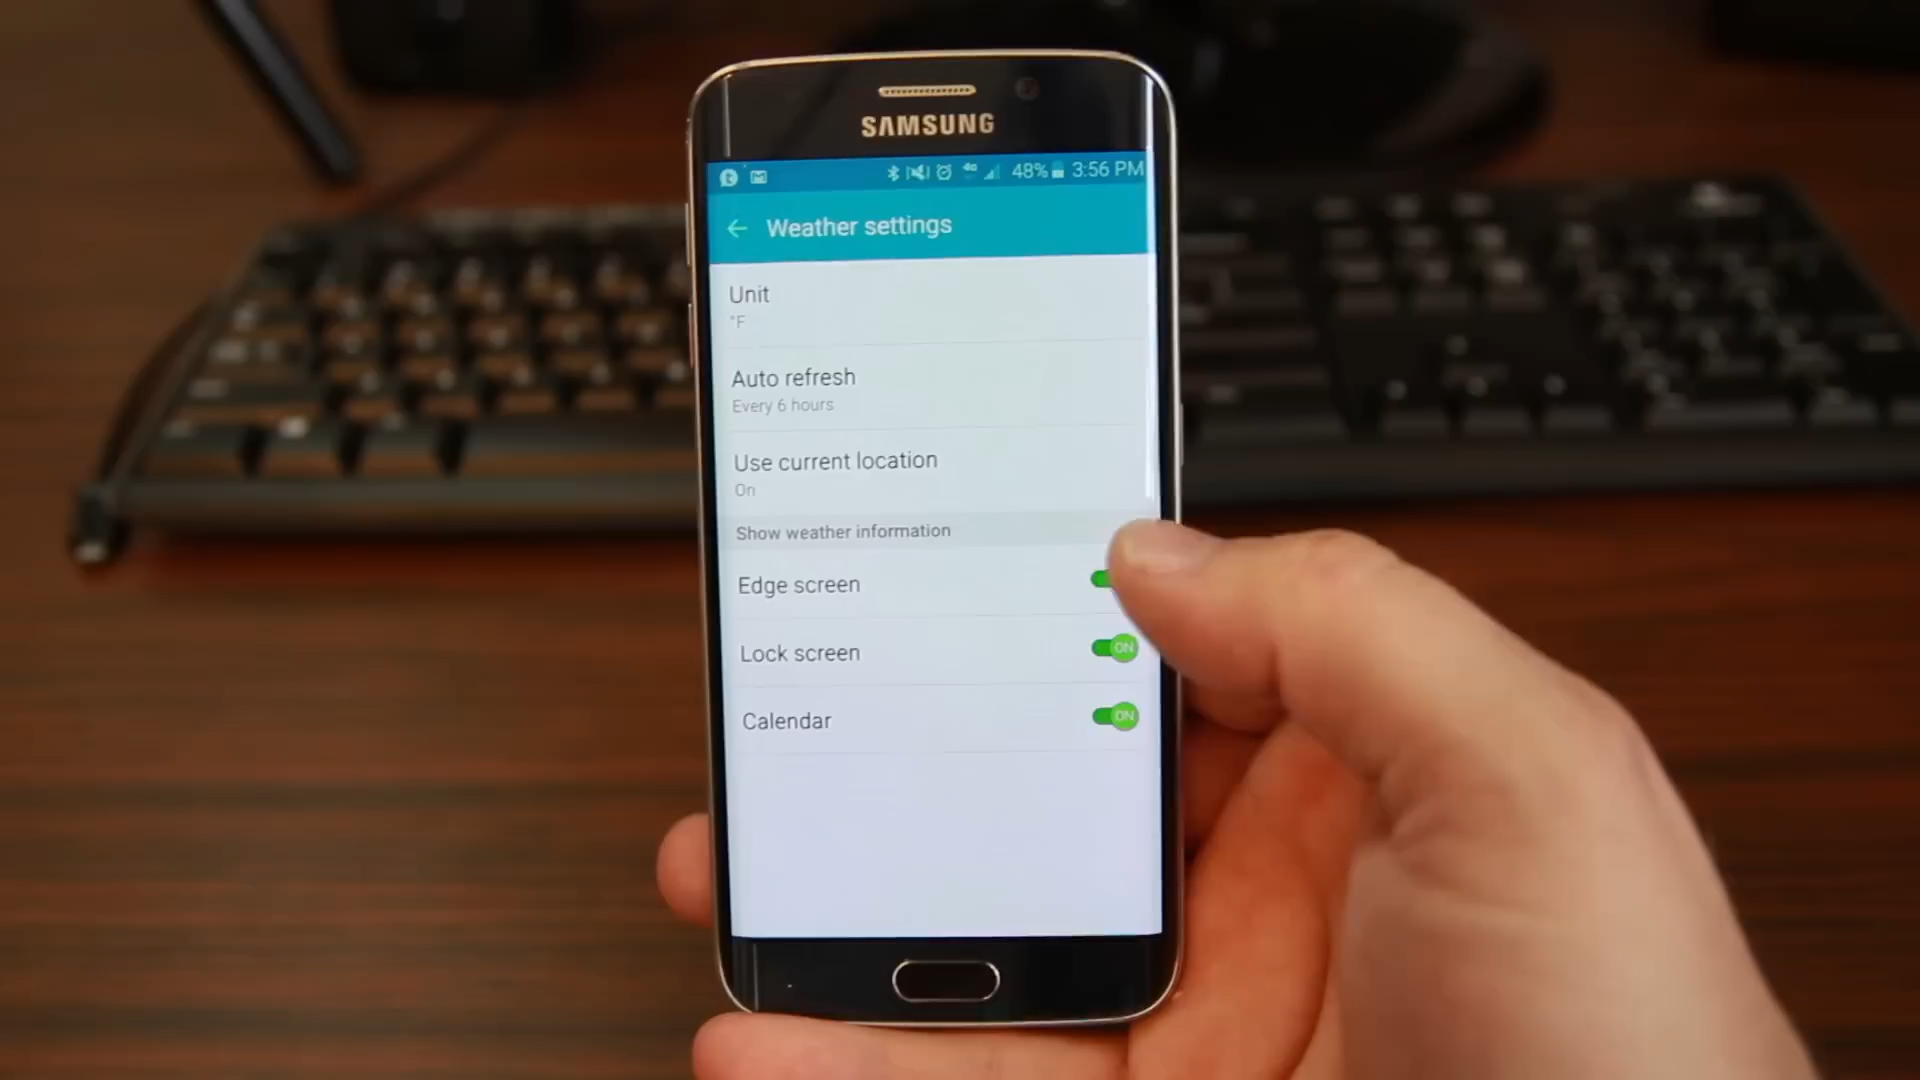 SAMSUNG
48% 3:56 PM
Weather settings
Unit
°F
Auto refresh
Every 6 hours
Use current location
On
Show weather information
Edge screen
Lock screen
ON
Calendar
ON